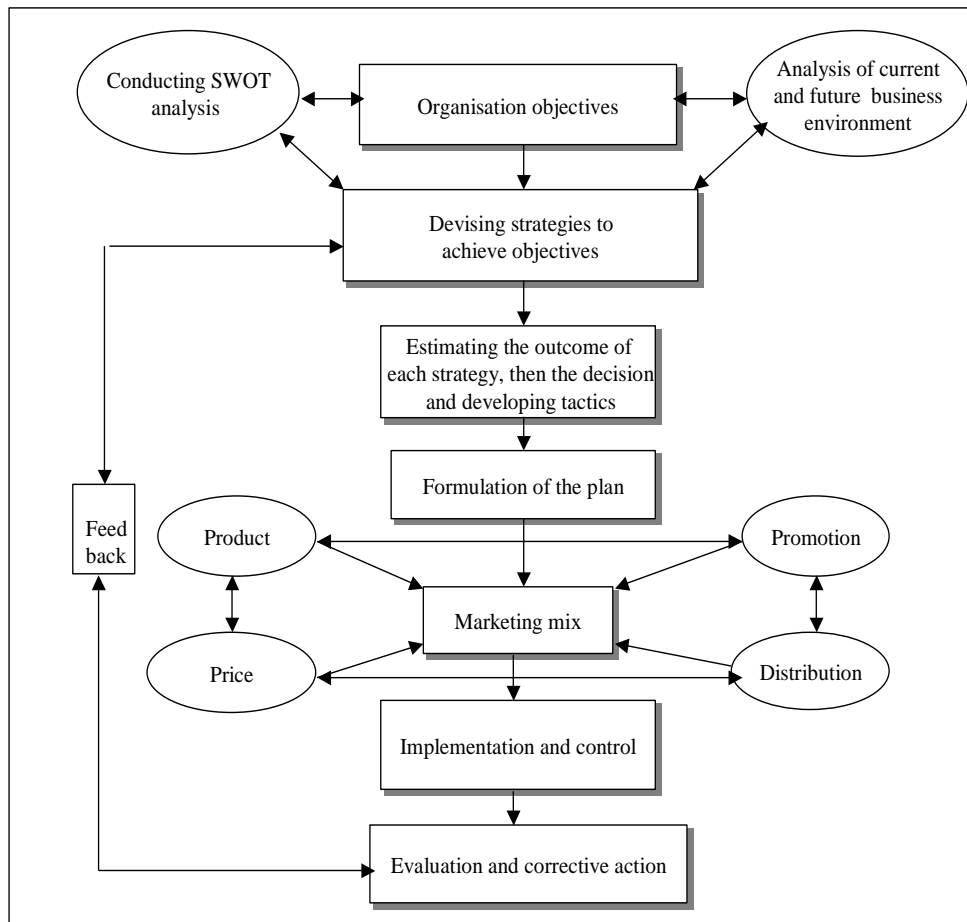 Conducting SWOT
analysis
Organisation objectives
Analysis of current
and future business
environment
Devising strategies to
achieve objectives
Estimating the outcome of
each strategy, then the decision
and developing tactics
Formulation of the plan
Feed
back
Product
Promotion
Marketing mix
Price
Distribution
Implementation and control
Evaluation and corrective action